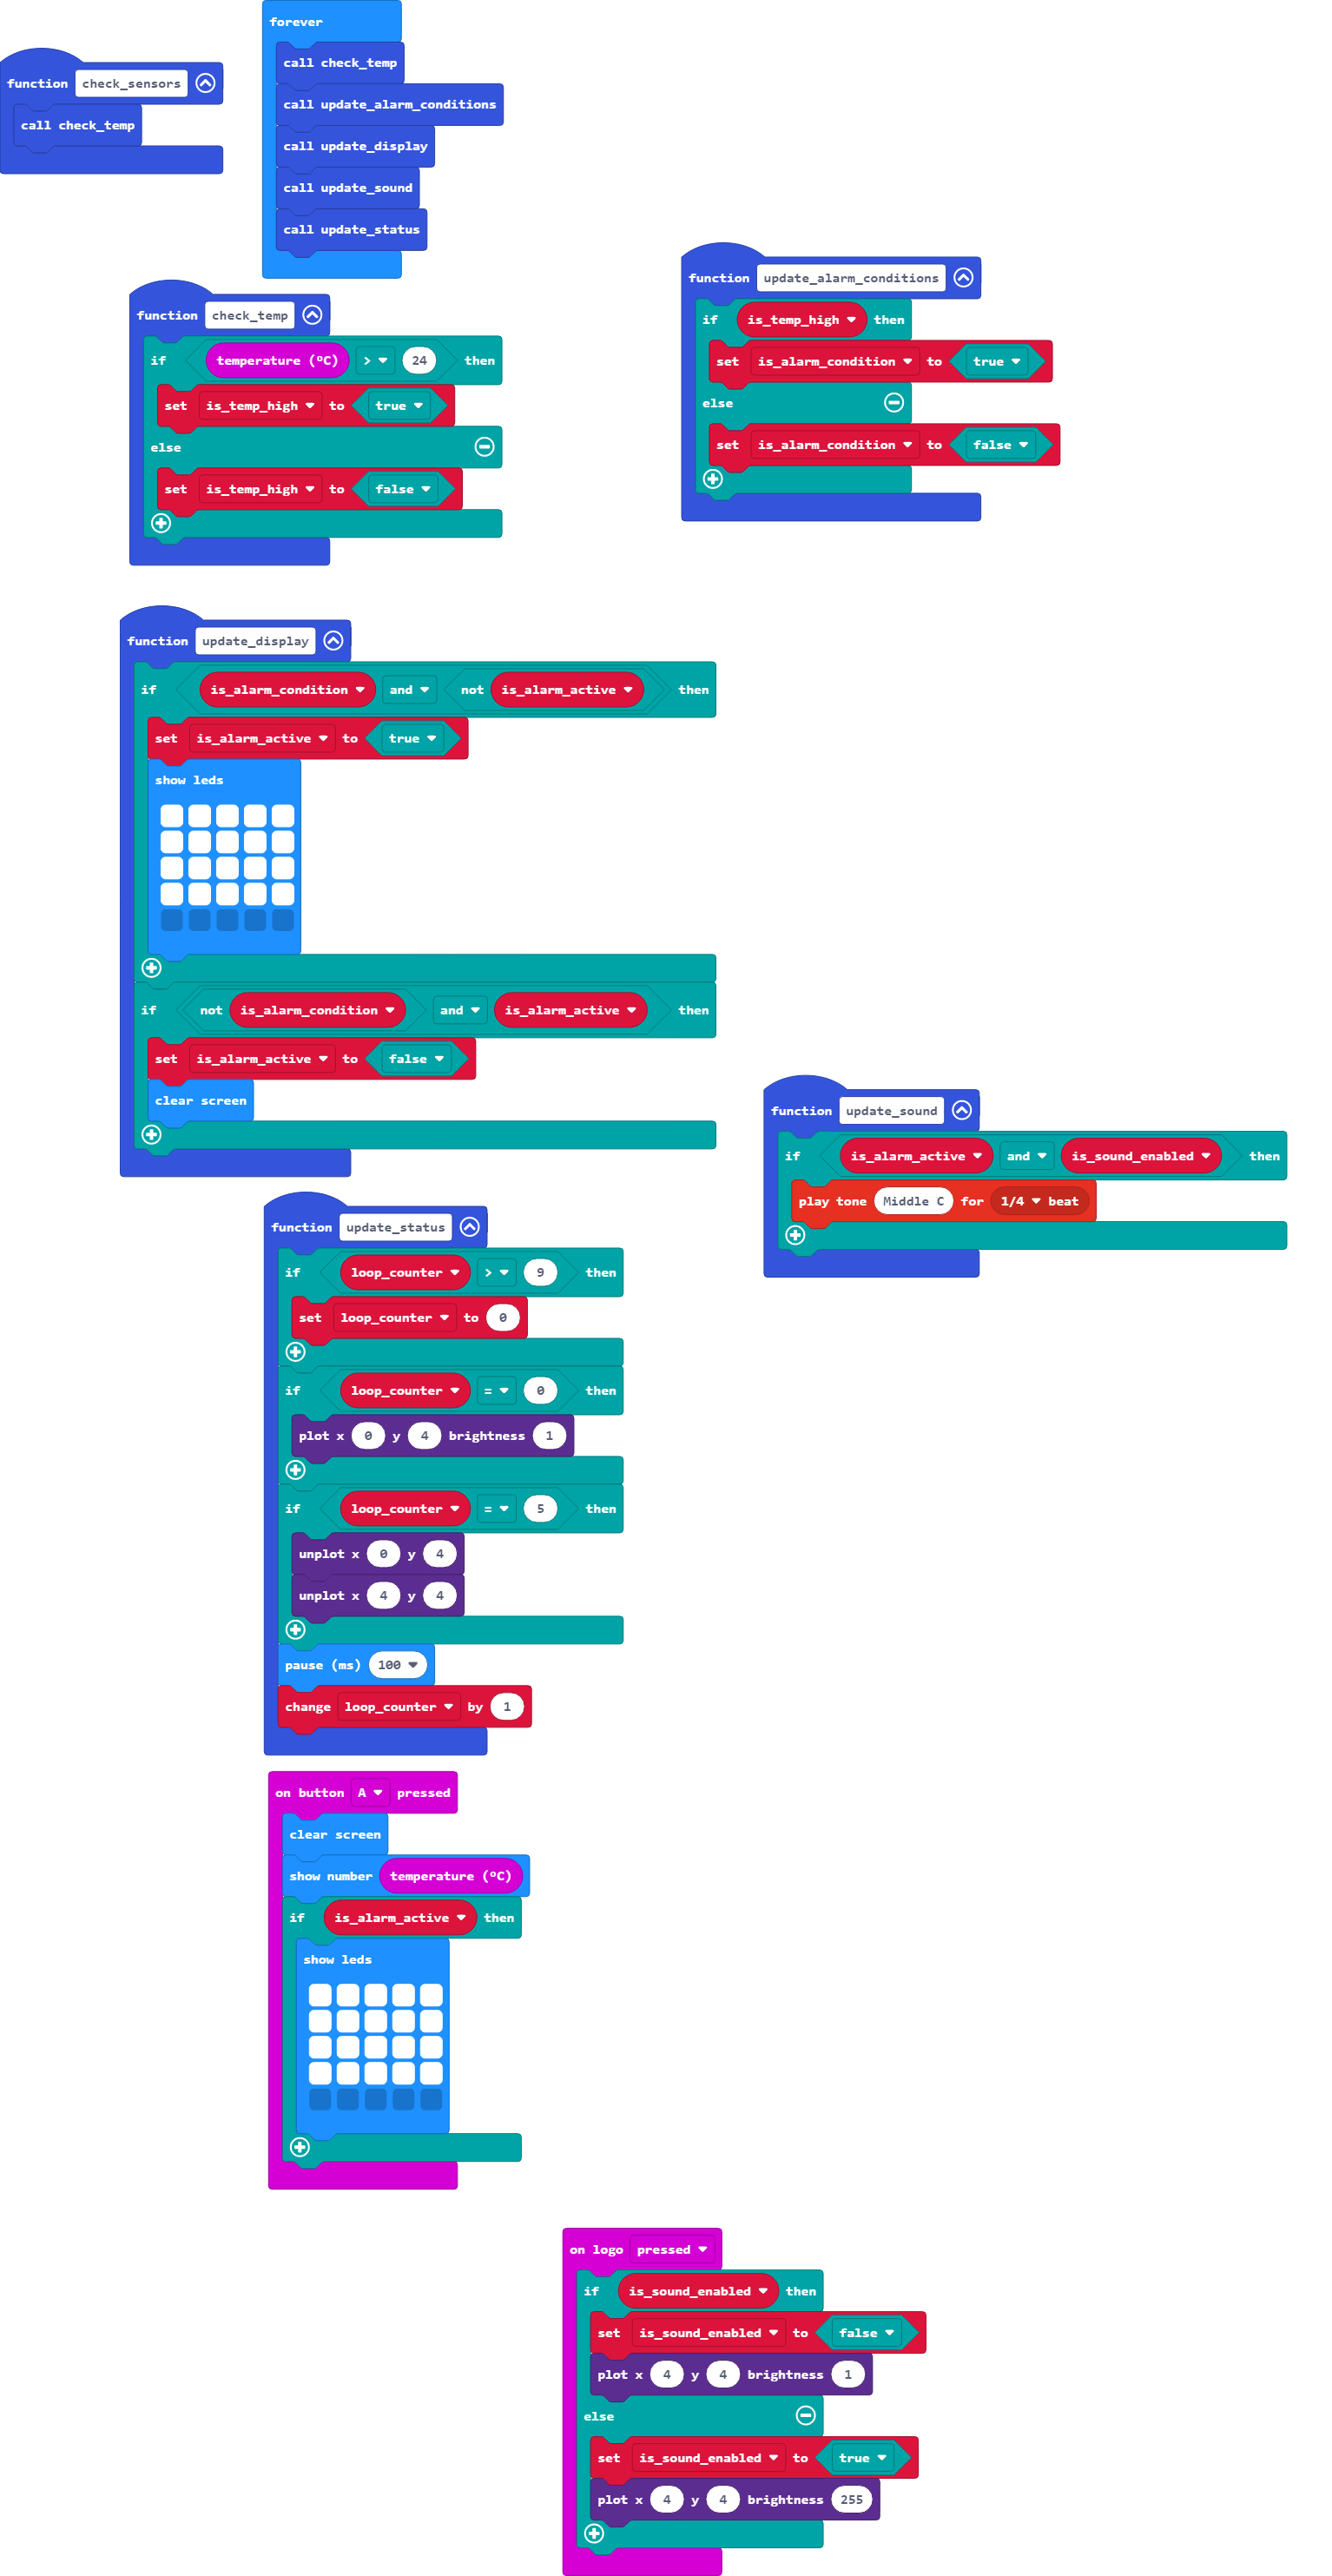 forever
call check_temp
call update_alarm_conditions
call update_display
call update_sound
call update_status
function check_sensors
call check_temp
function check_temp
if temperature (ºC) > 24 then
set is_temp_high to true
else
set is_temp_high to false
function update_alarm_conditions
if is_temp_high then
set is_alarm_condition to true
else
set is_alarm_condition to false
function update_display
if is_alarm_condition and not is_alarm_active then
set is_alarm_active to true
show leds
if not is_alarm_condition and is_alarm_active then
set is_alarm_active to false
clear screen
function update_sound
if is_alarm_active and is_sound_enabled then
play tone Middle C for 1/4 beat
function update_status
if loop_counter > 9 then
set loop_counter to 0
if loop_counter = 0 then
plot x 0 y 4 brightness 1
if loop_counter = 5 then
unplot x 0 y 4
unplot x 4 y 4
pause (ms) 100
change loop_counter by 1
on button A pressed
clear screen
show number temperature (ºC)
if is_alarm_active then
show leds
on logo pressed
if is_sound_enabled then
set is_sound_enabled to false
plot x 4 y 4 brightness 1
else
set is_sound_enabled to true
plot x 4 y 4 brightness 255